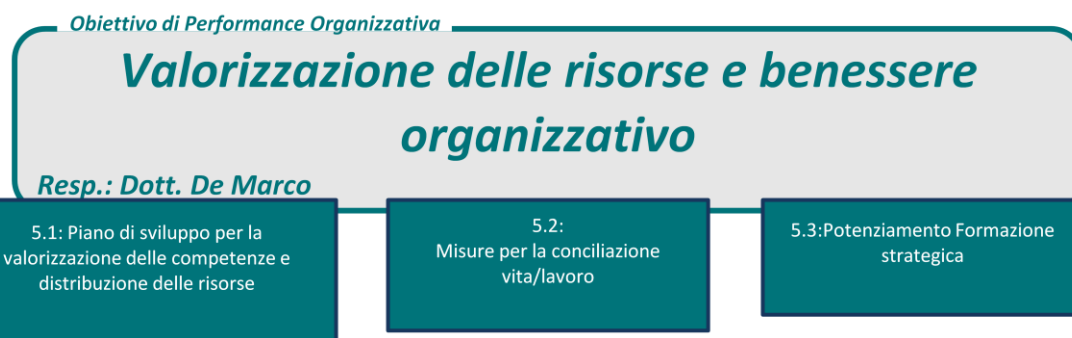 Obiettivo di Performance Organizzativa
Valorizzazione delle risorse e benessere
organizzativo
Resp.: Dott. De Marco
5.1: Piano di sviluppo per la
valorizzazione delle competenze e
distribuzione delle risorse
5.2:
Misure per la conciliazione
vita/lavoro
5.3:Potenziamento Formazione
strategica